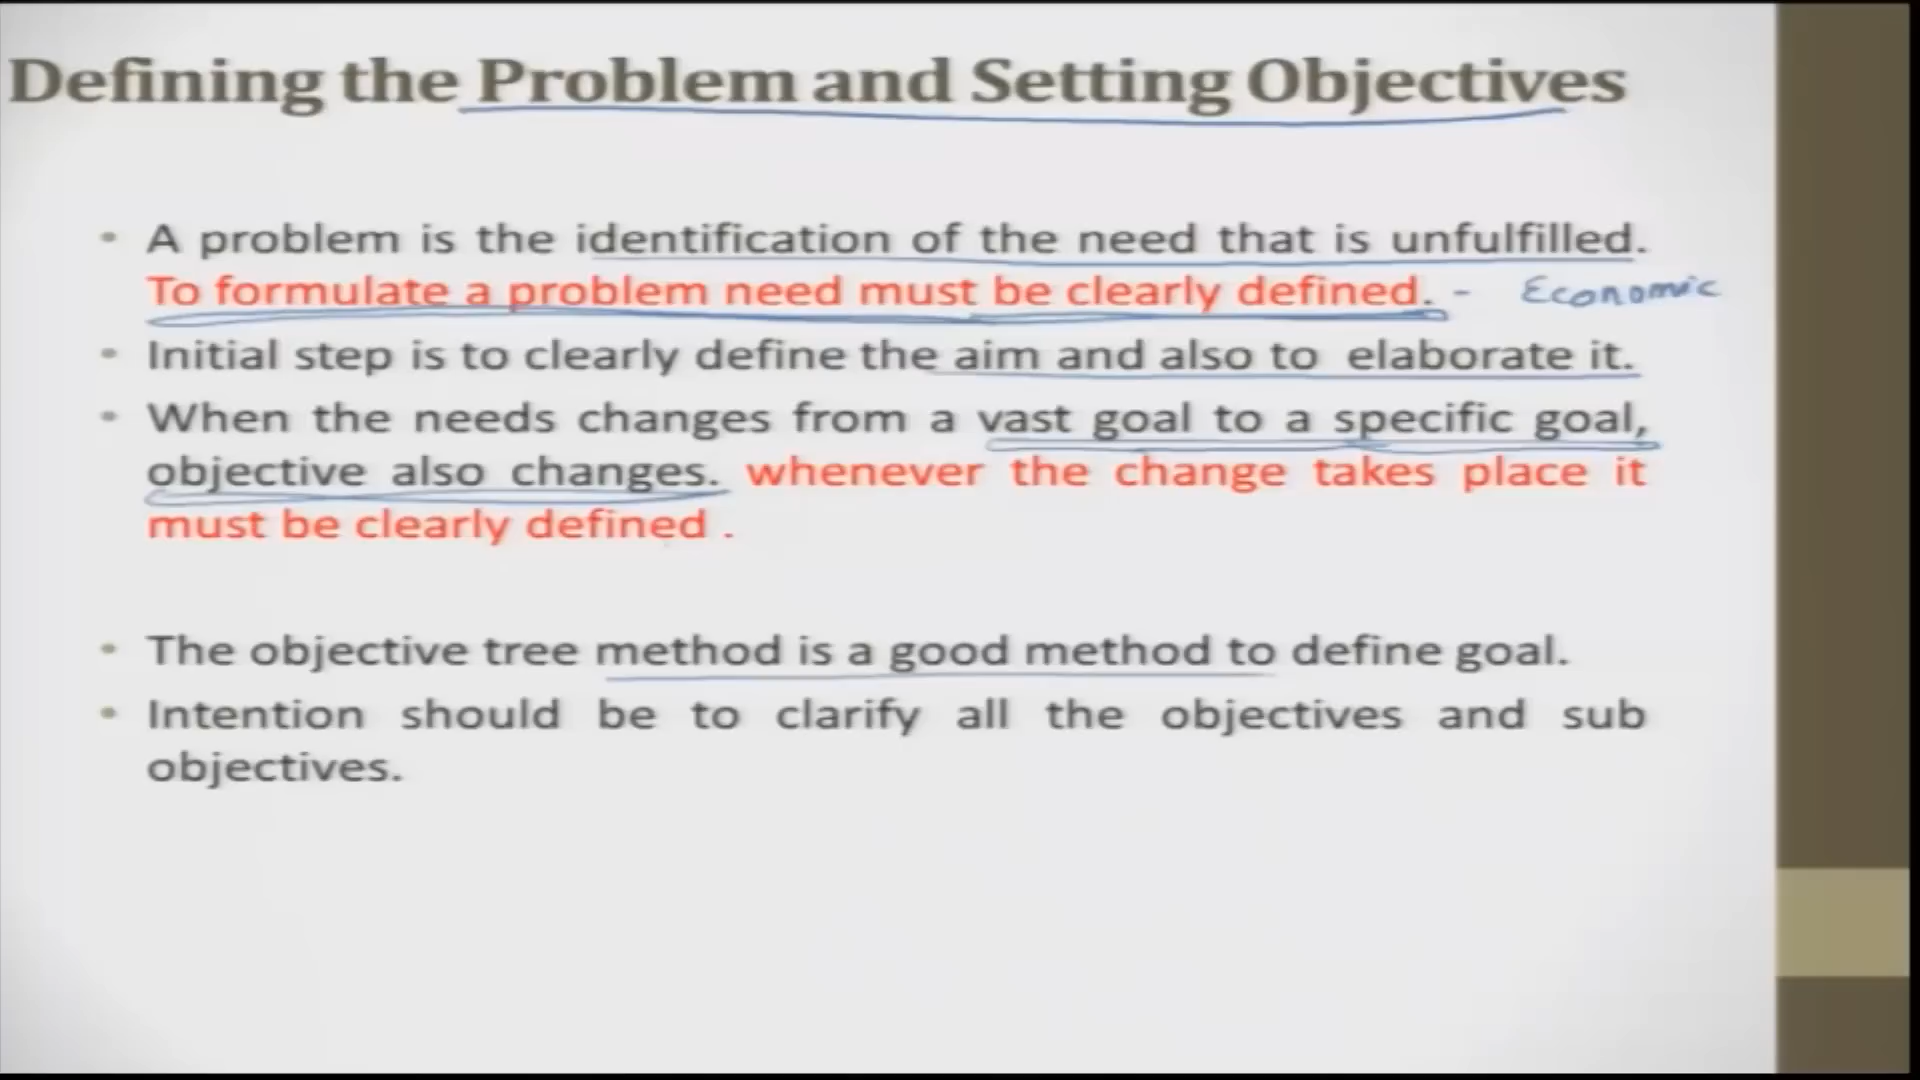 Defining the Problem and Setting Objectives
• A problem is the identification of the need that is unfulfilled.
To formulate a problem need must be clearly defined. - Economic
• Initial step is to clearly define the aim and also to elaborate it.
• When the needs changes from a vast goal to a specific goal,
objective also changes. whenever the change takes place it
must be clearly defined .
• The objective tree method is a good method to define goal.
• Intention should be to clarify all the objectives and sub
objectives.